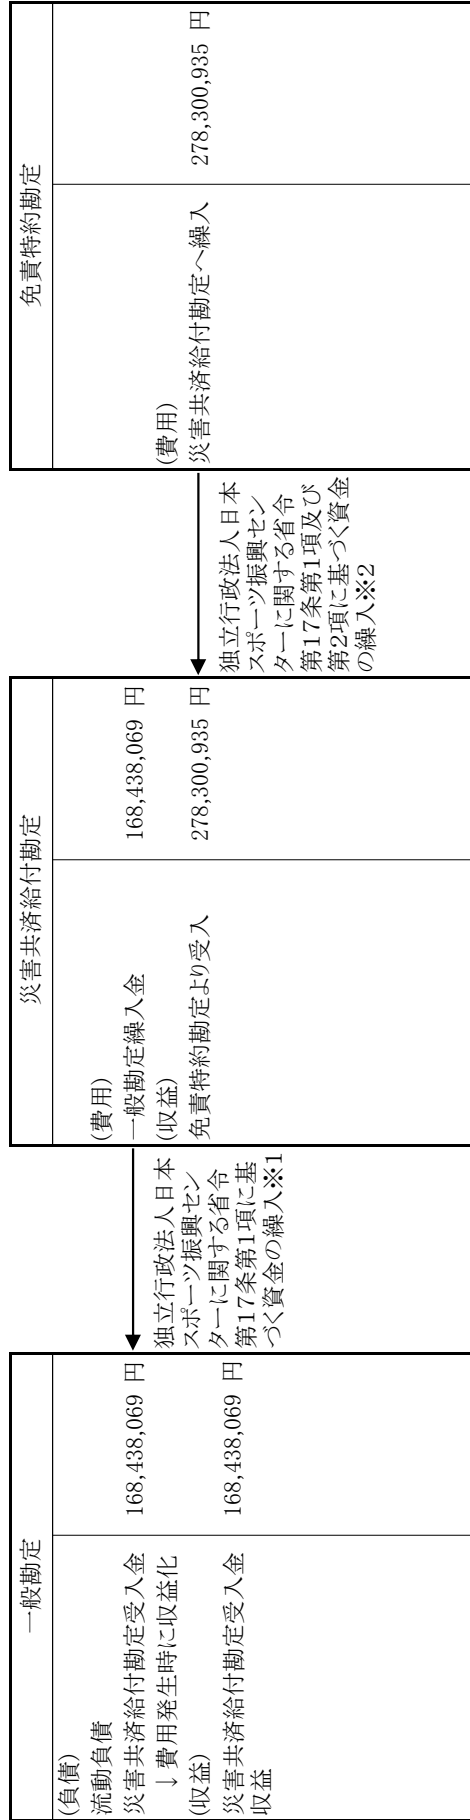 一般勘定
(負債)
流動負債
災害共済給付勘定受入金 168,438,069 円
↓費用発生時に収益化
(収益)
災害共済給付勘定受入金 168,438,069 円
収益
独立行政法人日本
スポーツ振興セン
ターに関する省令
第17条第1項に基
づく資金の繰入※1
災害共済給付勘定
(費用)
一般勘定繰入金 168,438,069 円
(収益)
免責特約勘定より受入 278,300,935 円
独立行政法人日本
スポーツ振興セン
ターに関する省令
第17条第1項及び
第2項に基づく資金
の繰入※2
免責特約勘定
(費用)
災害共済給付勘定へ繰入 278,300,935 円